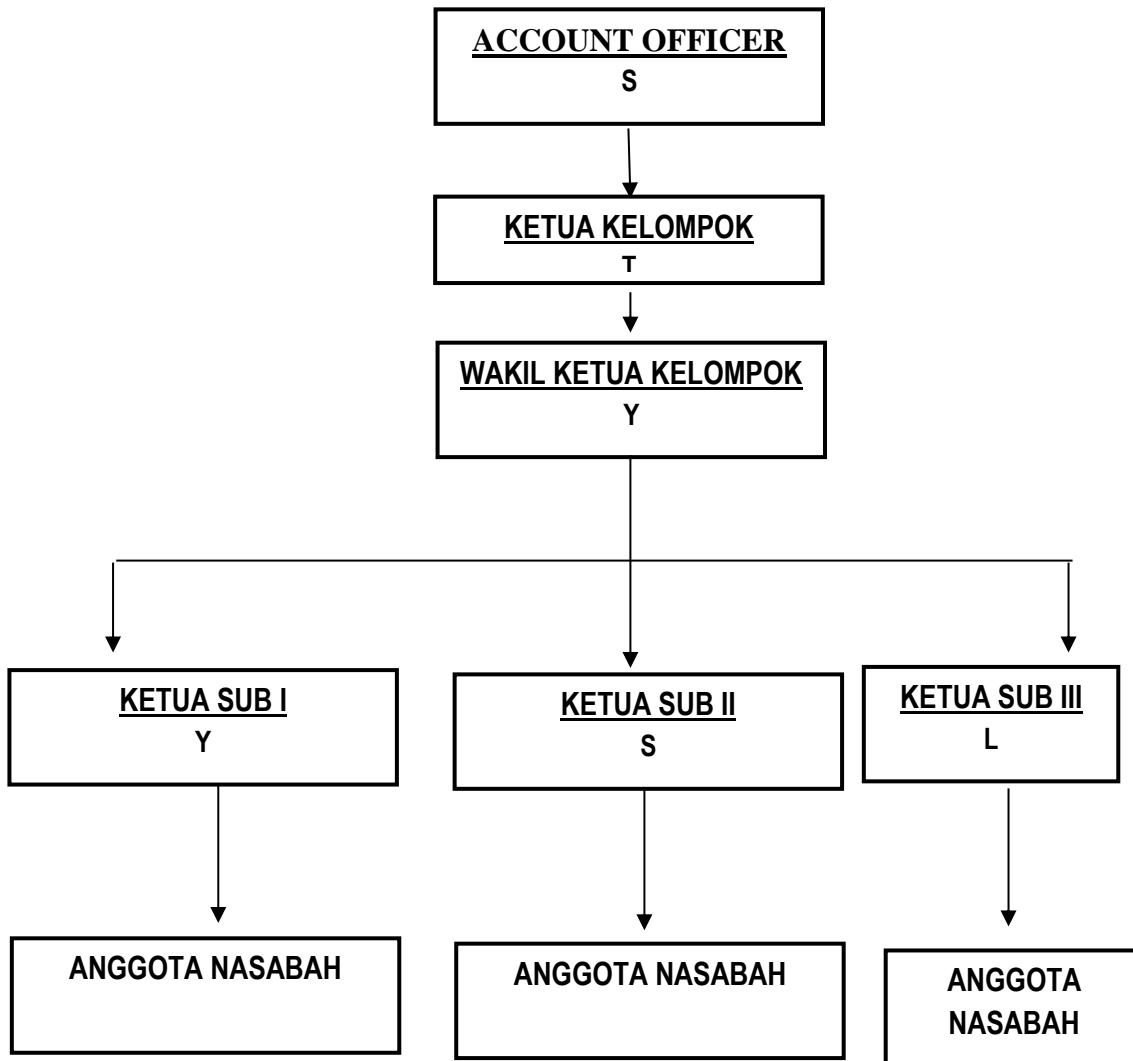 ACCOUNT OFFICER
S
KETUA KELOMPOK
T
WAKIL KETUA KELOMPOK
Y
KETUA SUB I
Y
KETUA SUB II
S
KETUA SUB III
L
ANGGOTA NASABAH
ANGGOTA NASABAH
ANGGOTA
NASABAH